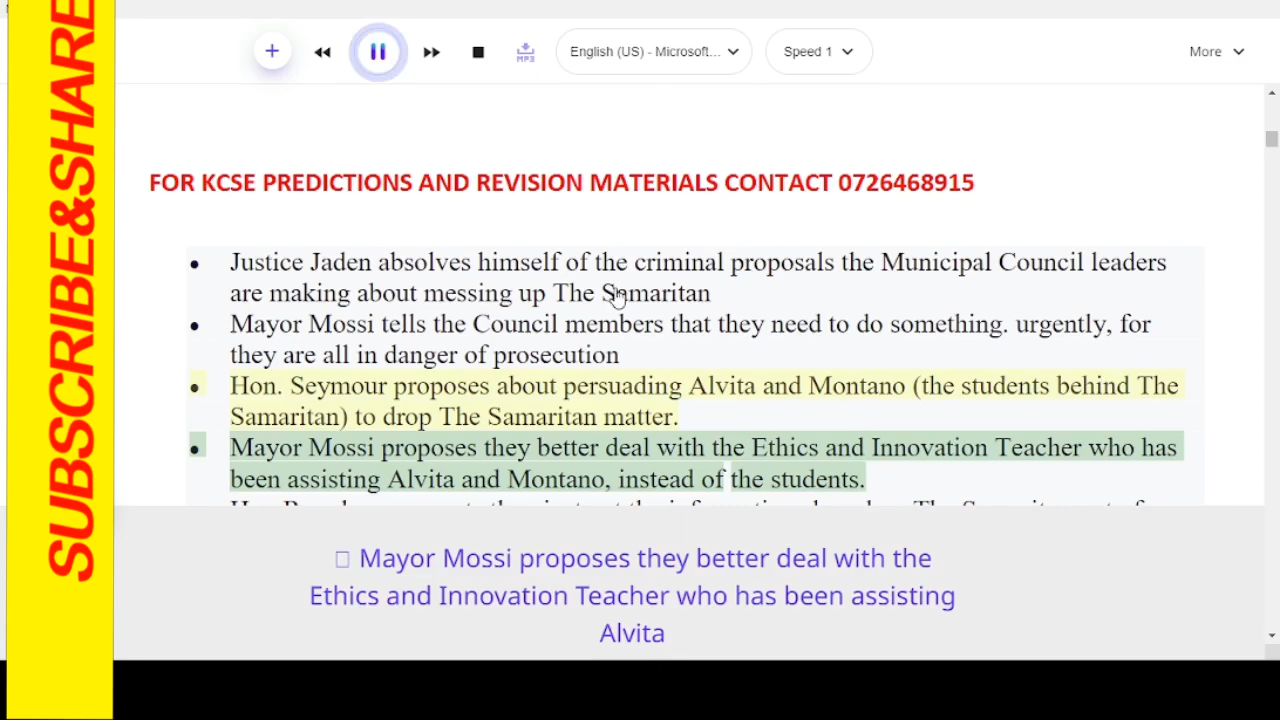 SUBSCRIBE&SHARE
MP3
English (US) - Microsoft...
Speed 1
More
FOR KCSE PREDICTIONS AND REVISION MATERIALS CONTACT 0726468915
• Justice Jaden absolves himself of the criminal proposals the Municipal Council leaders
are making about messing up The Samaritan
• Mayor Mossi tells the Council members that they need to do something. urgently, for
they are all in danger of prosecution
• Hon. Seymour proposes about persuading Alvita and Montano (the students behind The
Samaritan) to drop The Samaritan matter.
• Mayor Mossi proposes they better deal with the Ethics and Innovation Teacher who has
been assisting Alvita and Montano, instead of the students.
Mayor Mossi proposes they better deal with the
Ethics and Innovation Teacher who has been assisting
Alvita